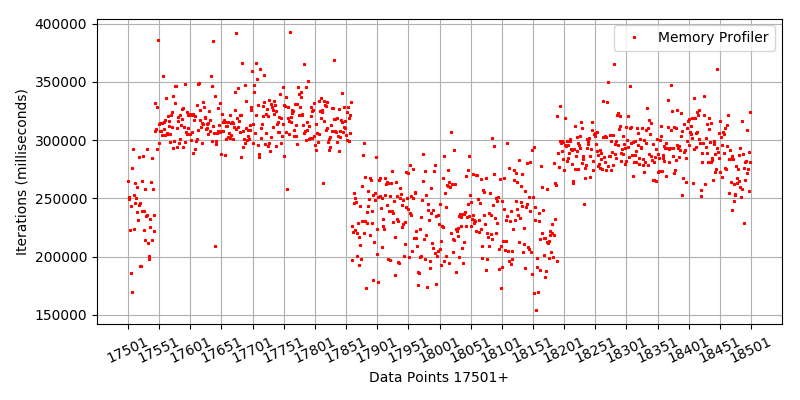 400000
Memory Profiler
350000
300000
250000
200000
150000
Iterations (milliseconds)
17501 17551 17601 17651 17701 17751 17801 17851 17901 17951 18001 18051 18101 18151 18201 18251 18301 18351 18401 18451 18501
Data Points 17501+